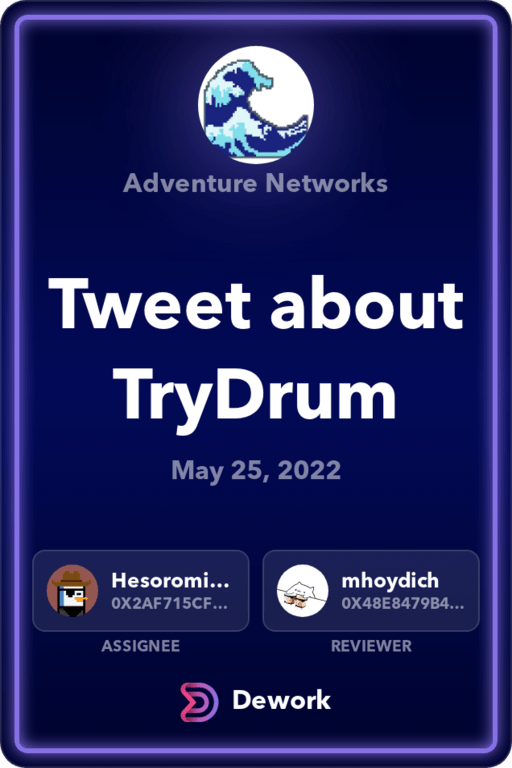 Adventure Networks
Tweet about
TryDrum
May 25, 2022
Hesoromi...
0X2AF715CF...
ASSIGNEE
mhoydich
0X48E8479B4...
REVIEWER
Dework